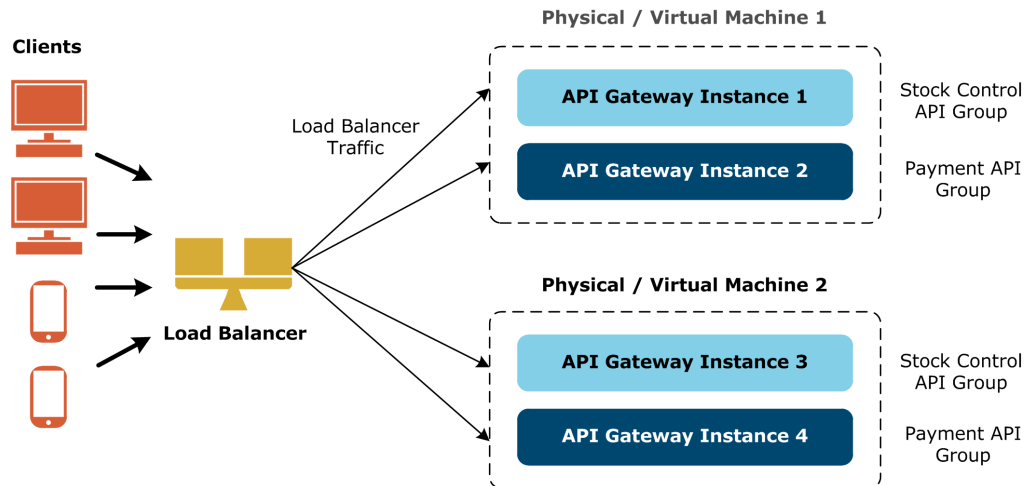 Physical / Virtual Machine 1
Clients
API Gateway Instance 1
Stock Control
API Group
Load Balancer
Traffic
API Gateway Instance 2
Payment API
Group
Load Balancer
Physical / Virtual Machine 2
API Gateway Instance 3
Stock Control
API Group
API Gateway Instance 4
Payment API
Group